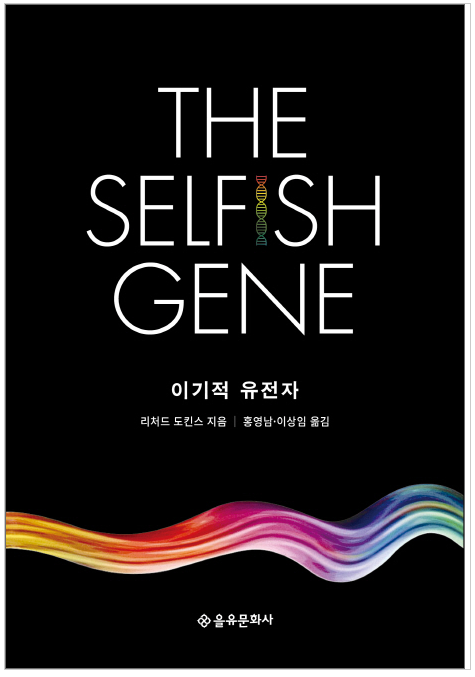 THE
SELFISH
GENE
이기적 유전자
리처드 도킨스 지음 | 홍영남·이상임 옮김
을유문화사